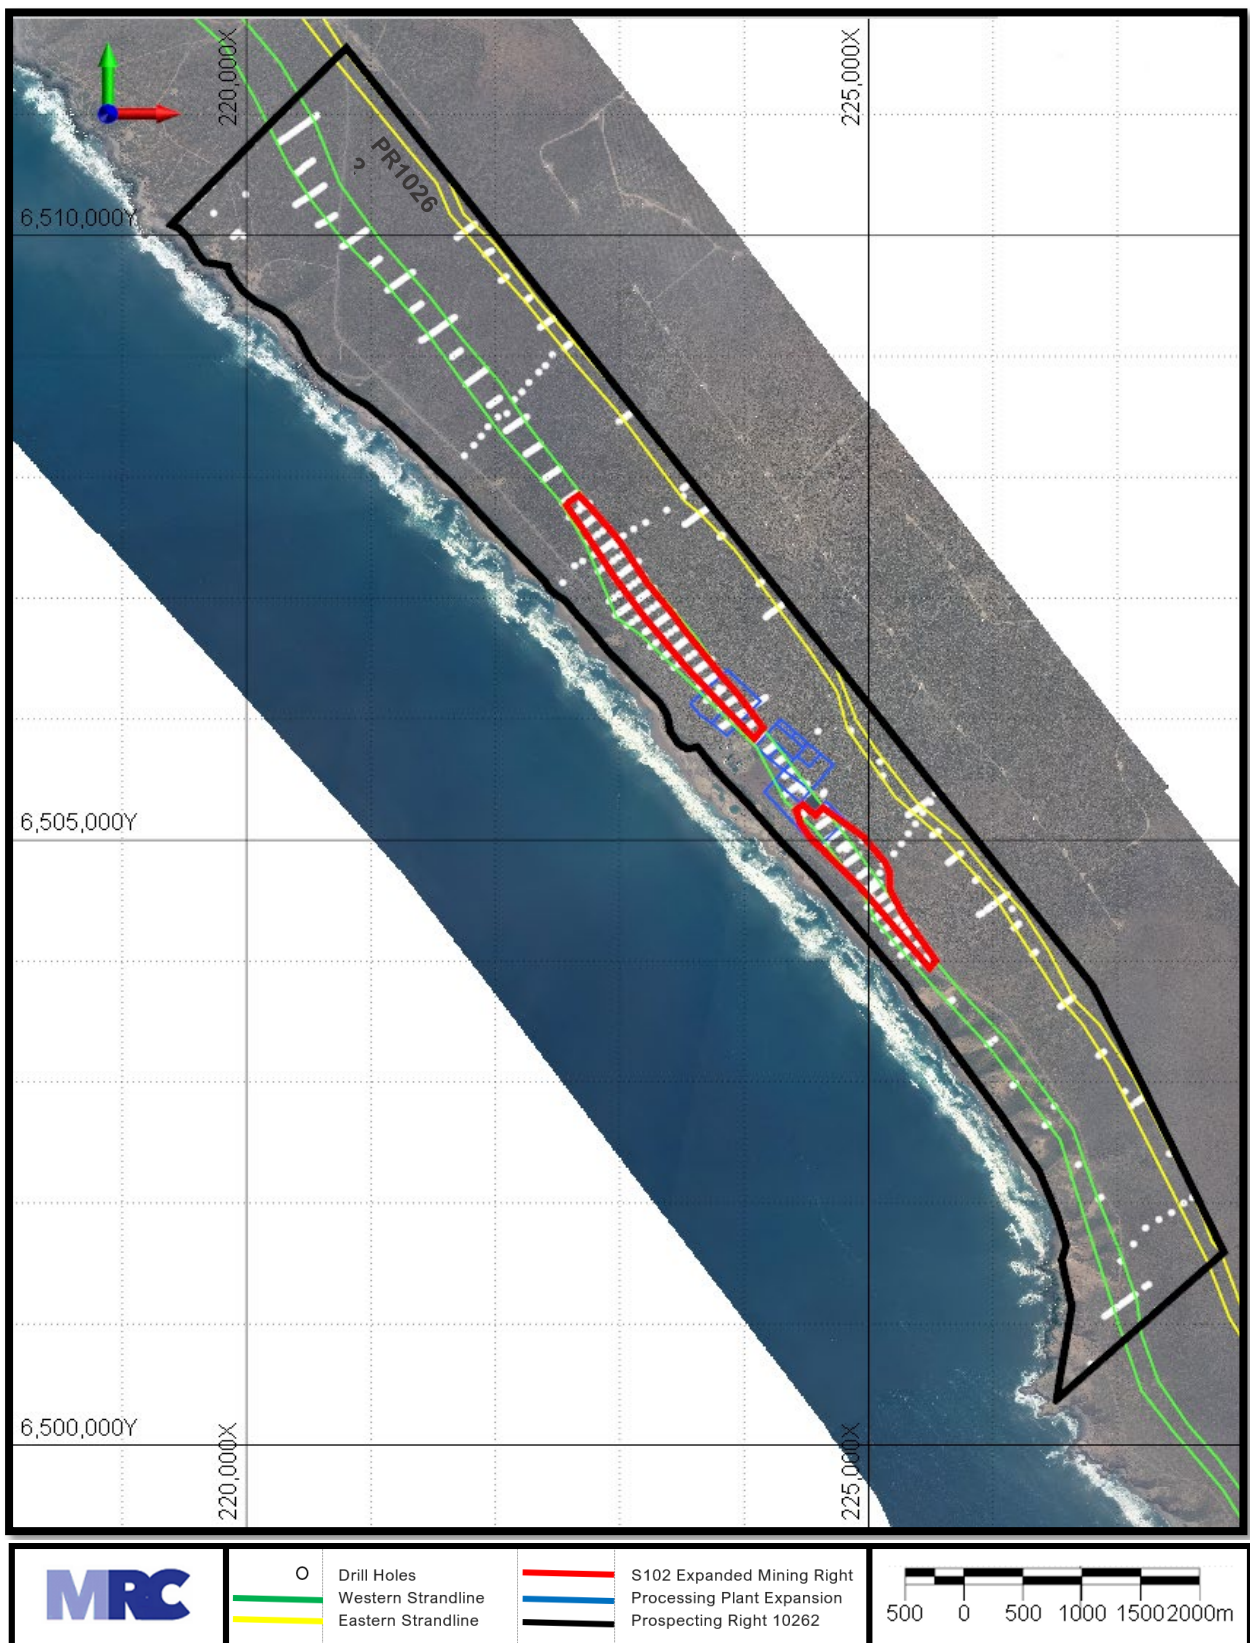 220,000X
225,000X
PR1026
?
6,510,000Y
6,505,000Y
6,500,000Y
220,000X
225,000X
MRC
Drill Holes
Western Strandline
Eastern Strandline
S102 Expanded Mining Right
Processing Plant Expansion
Prospecting Right 10262
500 0 500 1000 1500 2000m